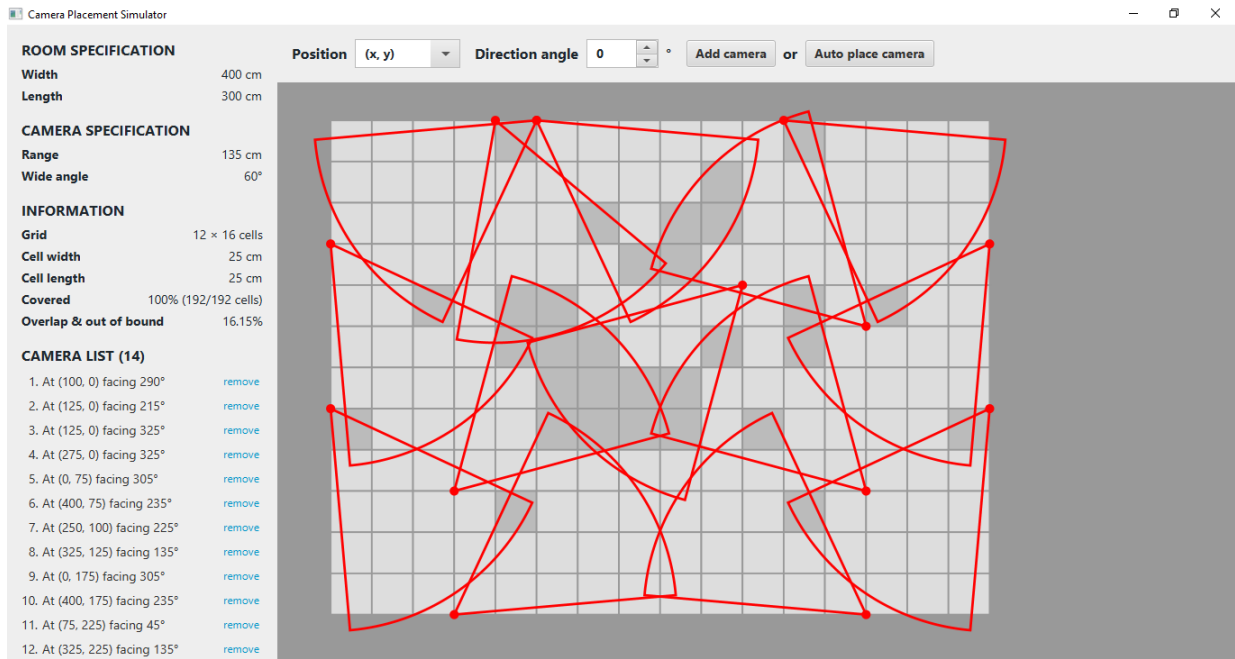 Camera Placement Simulator
ROOM SPECIFICATION
Width 400 cm
Length 300 cm
CAMERA SPECIFICATION
Range 135 cm
Wide angle 60°
INFORMATION
Grid 12 × 16 cells
Cell width 25 cm
Cell length 25 cm
Covered 100% (192/192 cells)
Overlap & out of bound 16.15%
CAMERA LIST (14)
1. At (100, 0) facing 290° remove
2. At (125, 0) facing 215° remove
3. At (125, 0) facing 325° remove
4. At (275, 0) facing 325° remove
5. At (0, 75) facing 305° remove
6. At (400, 75) facing 235° remove
7. At (250, 100) facing 225° remove
8. At (325, 125) facing 135° remove
9. At (0, 175) facing 305° remove
10. At (400, 175) facing 235° remove
11. At (75, 225) facing 45° remove
12. At (325, 225) facing 135° remove
Position (x, y) Direction angle 0 ° Add camera or Auto place camera